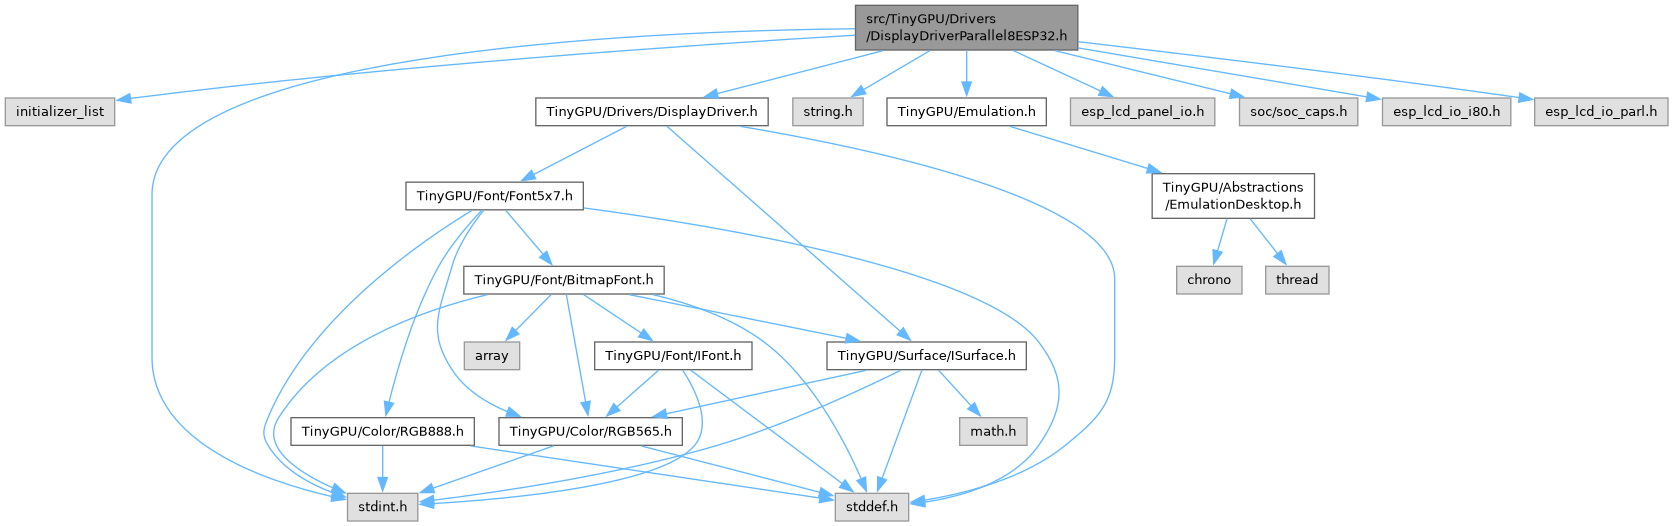 src/TinyGPU/Drivers
/DisplayDriverParallel8ESP32.h
initializer_list
TinyGPU/Drivers/DisplayDriver.h
string.h
TinyGPU/Emulation.h
esp_lcd_panel_io.h
soc/soc_caps.h
esp_lcd_io_i80.h
esp_lcd_io_parl.h
TinyGPU/Font/Font5x7.h
TinyGPU/Abstractions
/EmulationDesktop.h
TinyGPU/Font/BitmapFont.h
chrono
thread
array
TinyGPU/Font/IFont.h
TinyGPU/Surface/ISurface.h
TinyGPU/Color/RGB888.h
TinyGPU/Color/RGB565.h
math.h
stdint.h
stddef.h